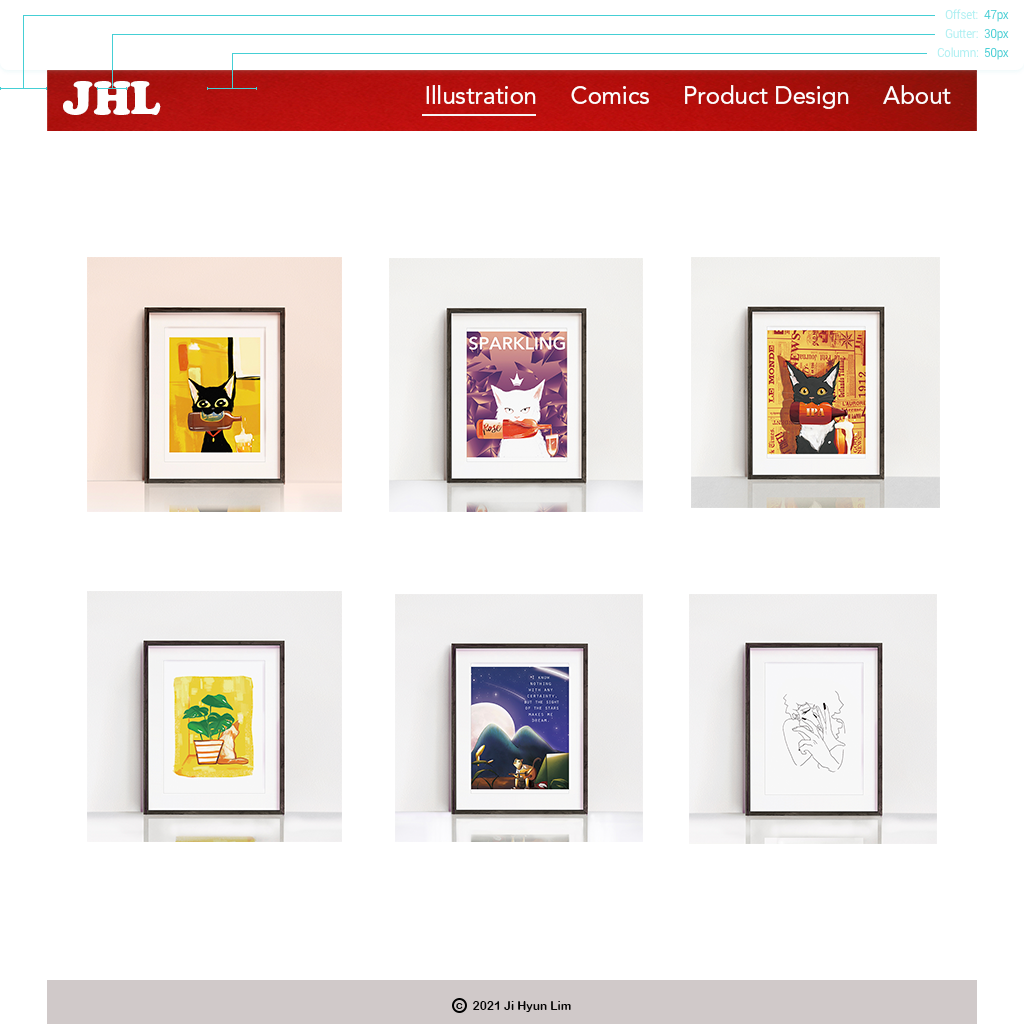 Offset: 47px
Gutter: 30px
Column: 50px
JHL
Illustration Comics Product Design About
SPARKLING
Rosé
LE MONDE
NEWS
1912
IPA
"I KNOW
NOTHING
WITH ANY
CERTAINTY,
BUT THE SIGHT
OF THE STARS
MAKES ME
DREAM.
© 2021 Ji Hyun Lim